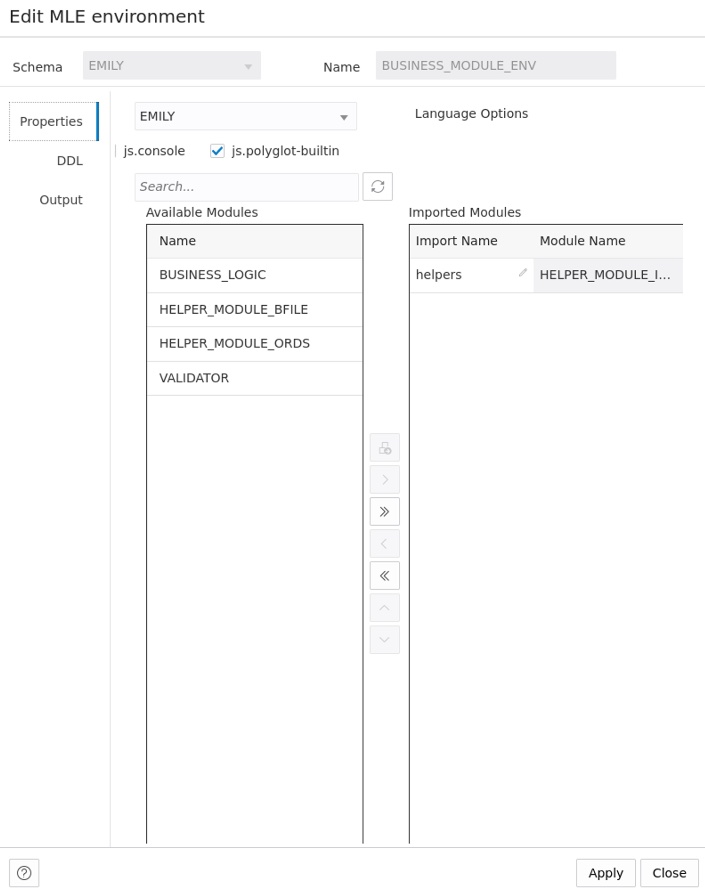 Edit MLE environment
Schema EMILY Name BUSINESS_MODULE_ENV
Properties
DDL
Output
EMILY Language Options
js.console js.polyglot-builtin
Search...
Available Modules Imported Modules
Name Import Name Module Name
BUSINESS_LOGIC helpers HELPER_MODULE_I...
HELPER_MODULE_BFILE
HELPER_MODULE_ORDS
VALIDATOR
Apply Close